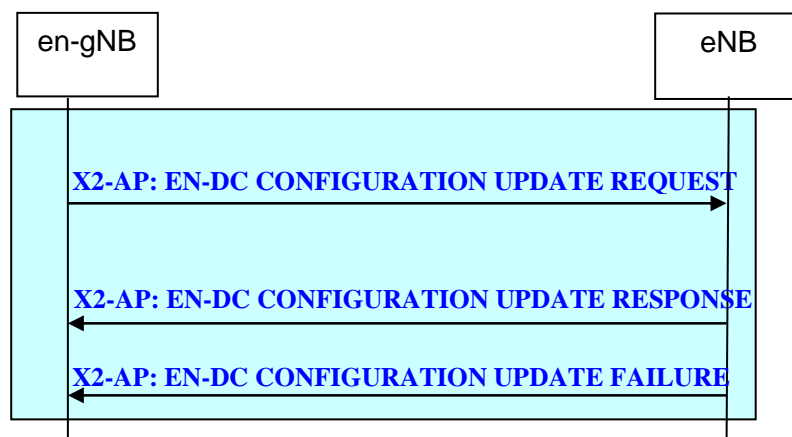 en-gNB
eNB
X2-AP: EN-DC CONFIGURATION UPDATE REQUEST
X2-AP: EN-DC CONFIGURATION UPDATE RESPONSE
X2-AP: EN-DC CONFIGURATION UPDATE FAILURE